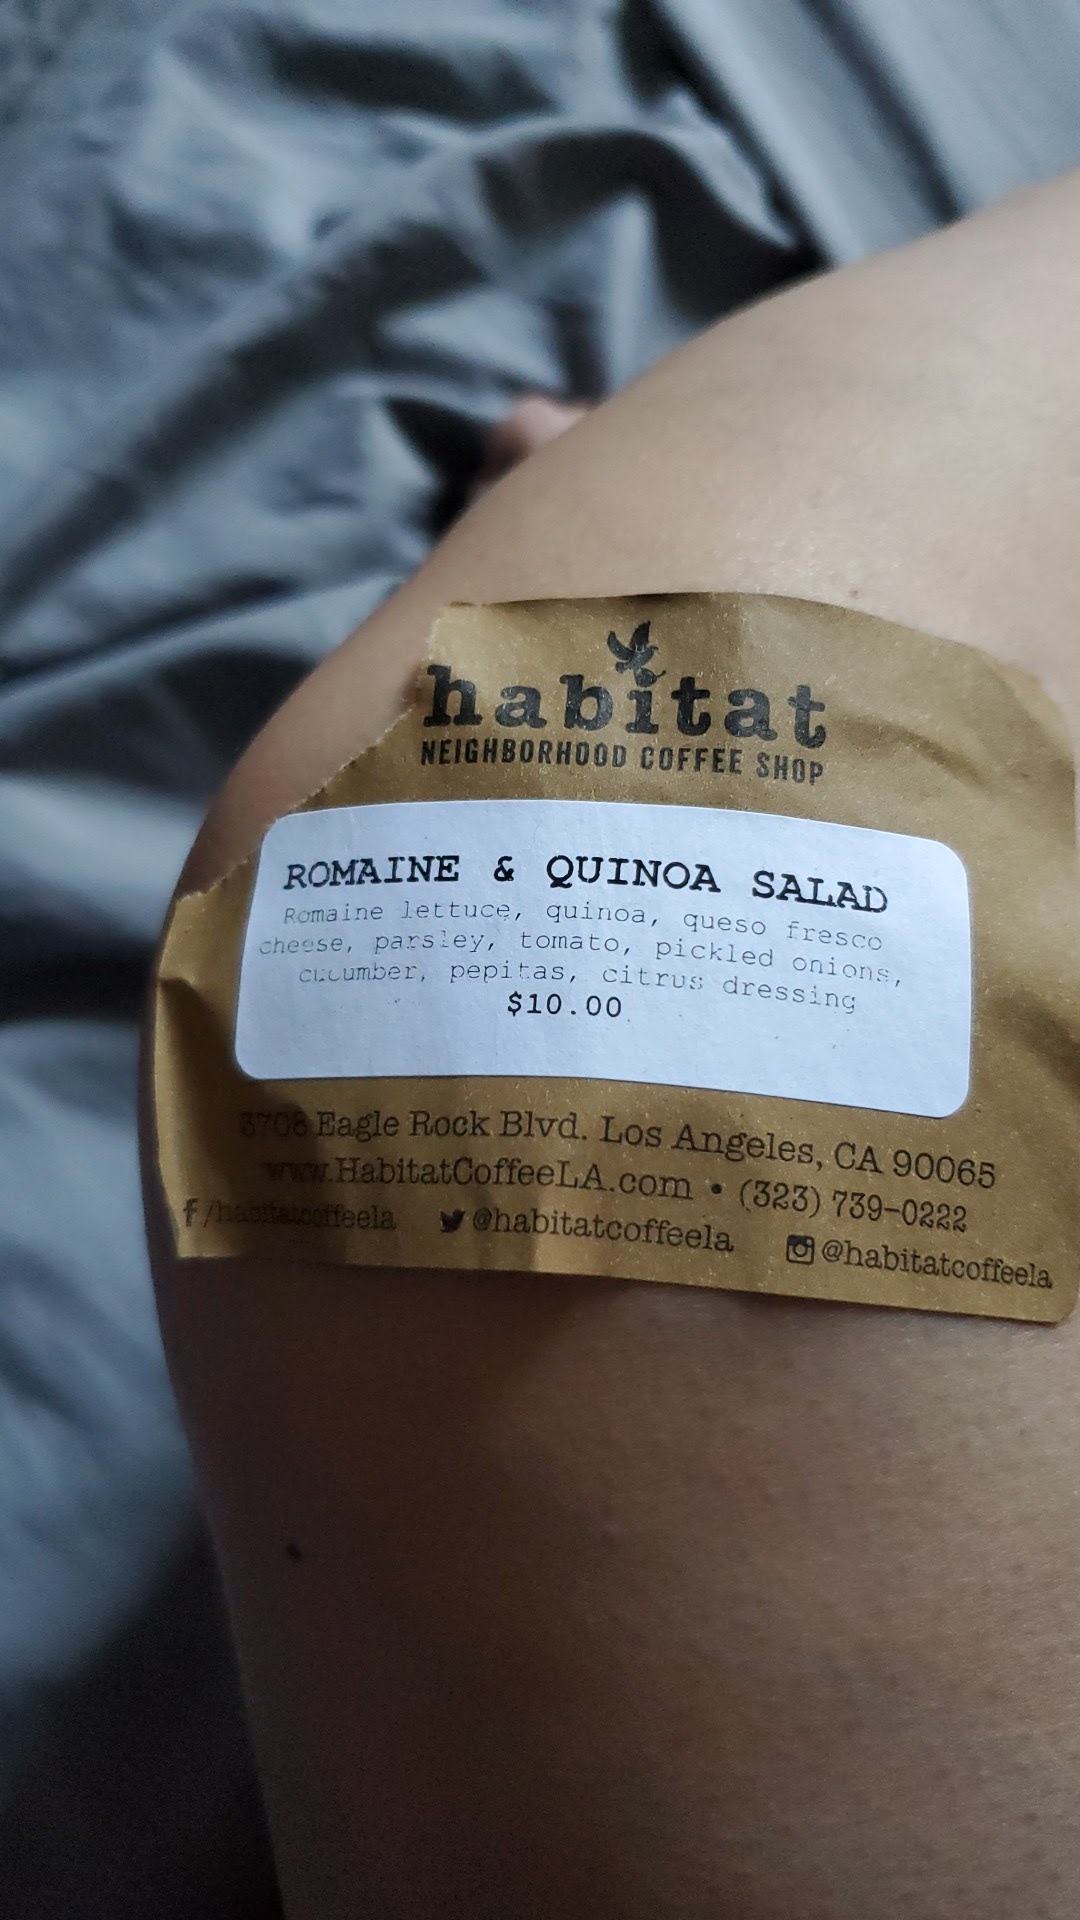 habitat
NEIGHBORHOOD COFFEE SHOP
ROMAINE & QUINOA SALAD
Romaine lettuce, quinoa, queso fresco
cheese, parsley, tomato, pickled onions,
cucumber, pepitas, citrus dressing
$10.00
3708 Eagle Rock Blvd. Los Angeles, CA 90065
www.HabitatCoffeeLA.com • (323) 739-0222
f/habitatcoffeela @habitatcoffeela @habitatcoffeela